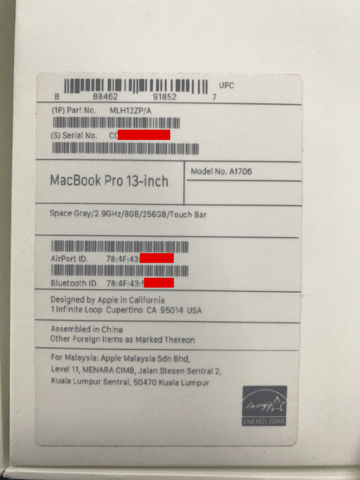 UPC
8 88462 91852 7
(1P) Part No. MLH12ZP/A
(S) Serial No. C0
MacBook Pro 13-inch
Model No. A1706
Space Gray/2.9GHz/8GB/256GB/Touch Bar
AirPort ID. 78:4F:43:
Bluetooth ID. 78:4F:43:
Designed by Apple in California
1 Infinite Loop Cupertino CA 95014 USA
Assembled in China
Other Foreign Items as Marked Thereon
For Malaysia: Apple Malaysia Sdn Bhd,
Level 11, MENARA CIMB, Jalan Stesen Sentral 2,
Kuala Lumpur Sentral, 50470 Kuala Lumpur
energy
ENERGY STAR